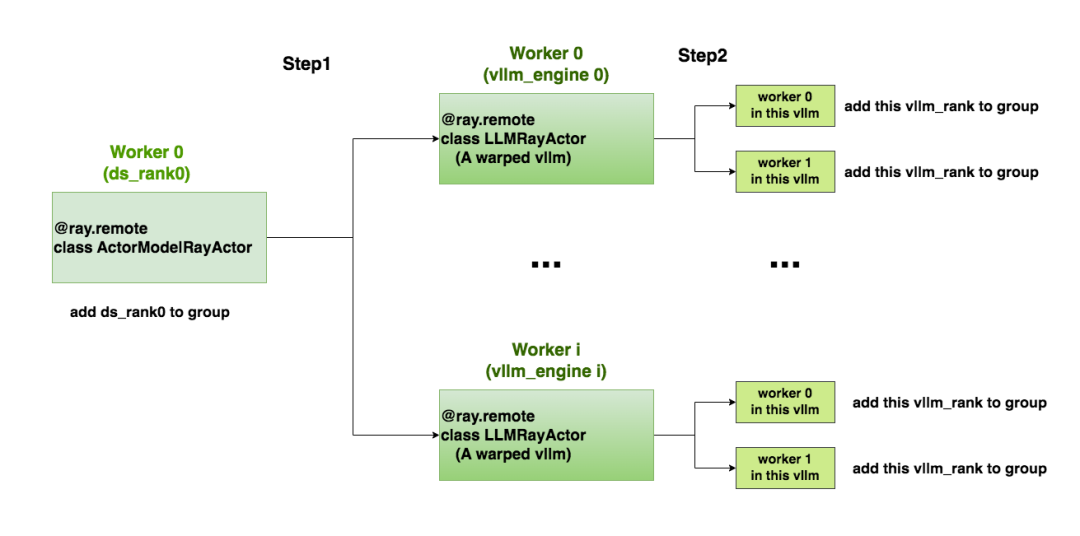 Step1
Worker 0
(ds_rank0)
@ray.remote
class ActorModelRayActor
add ds_rank0 to group
Worker 0
(vllm_engine 0)
@ray.remote
class LLMRayActor
(A warped vllm)
Step2
worker 0
in this vllm
add this vllm_rank to group
worker 1
in this vllm
add this vllm_rank to group
...
...
Worker i
(vllm_engine i)
@ray.remote
class LLMRayActor
(A warped vllm)
worker 0
in this vllm
add this vllm_rank to group
worker 1
in this vllm
add this vllm_rank to group